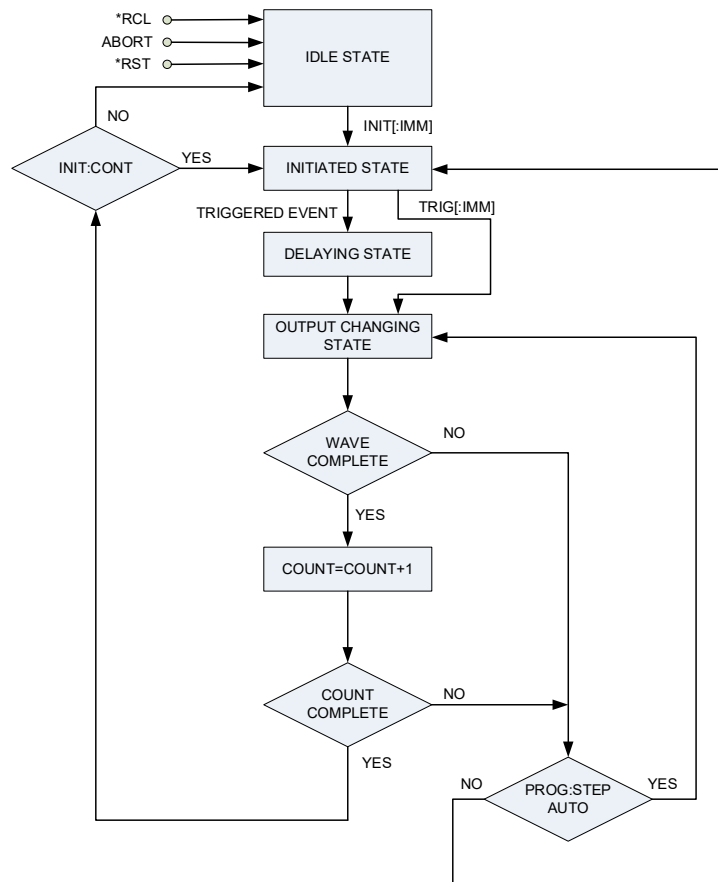 *RCL
ABORT
*RST
IDLE STATE
NO
INIT[:IMM]
INIT:CONT
YES
INITIATED STATE
TRIGGERED EVENT
TRIG[:IMM]
DELAYING STATE
OUTPUT CHANGING
STATE
WAVE
COMPLETE
NO
YES
COUNT=COUNT+1
COUNT
COMPLETE
NO
YES
NO
PROG:STEP
AUTO
YES